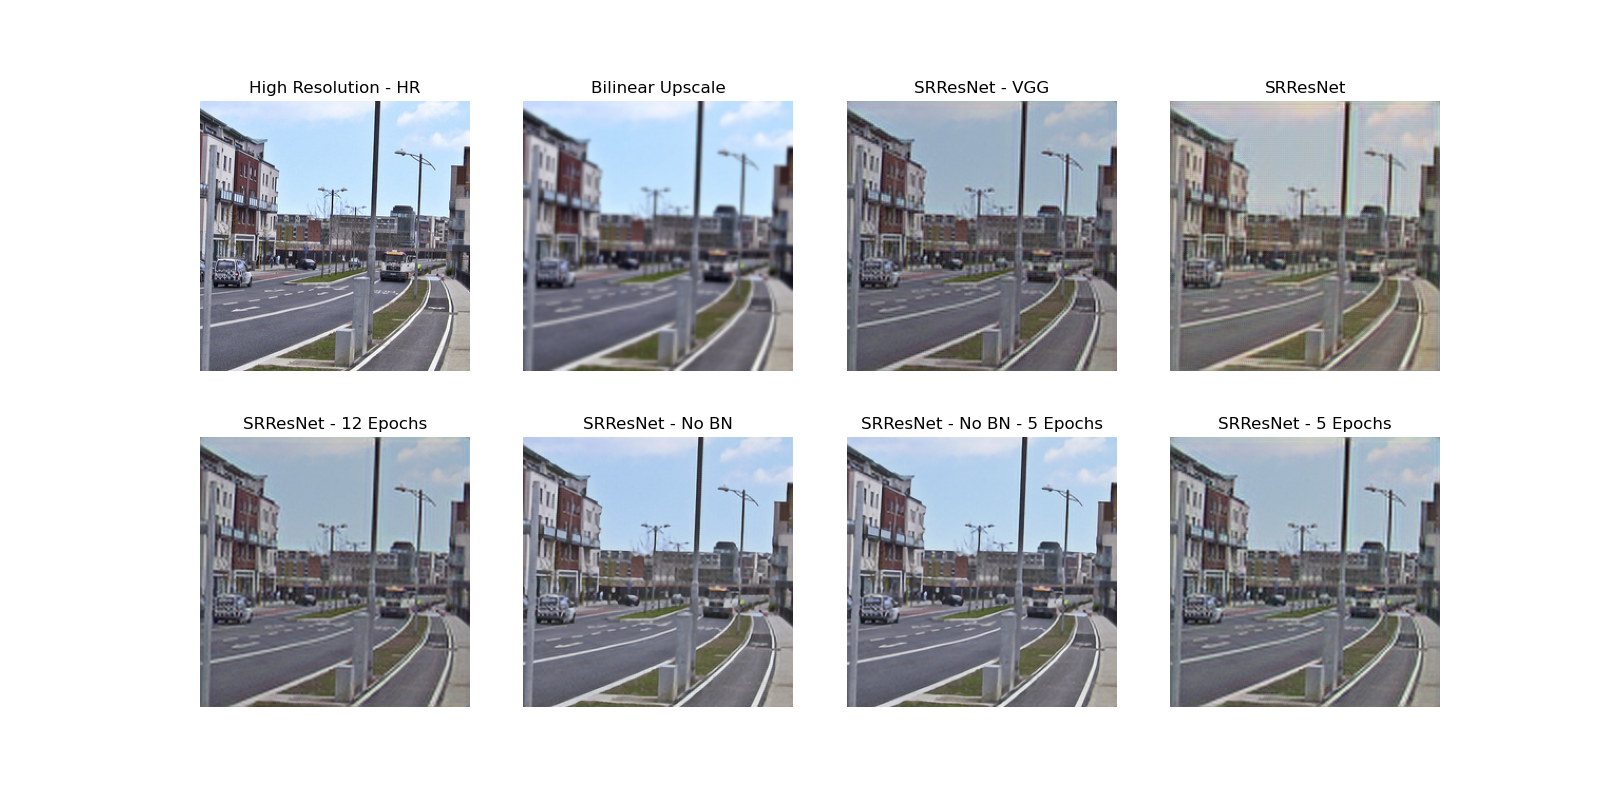 High Resolution - HR
Bilinear Upscale
SRResNet - VGG
SRResNet
SRResNet - 12 Epochs
SRResNet - No BN
SRResNet - No BN - 5 Epochs
SRResNet - 5 Epochs